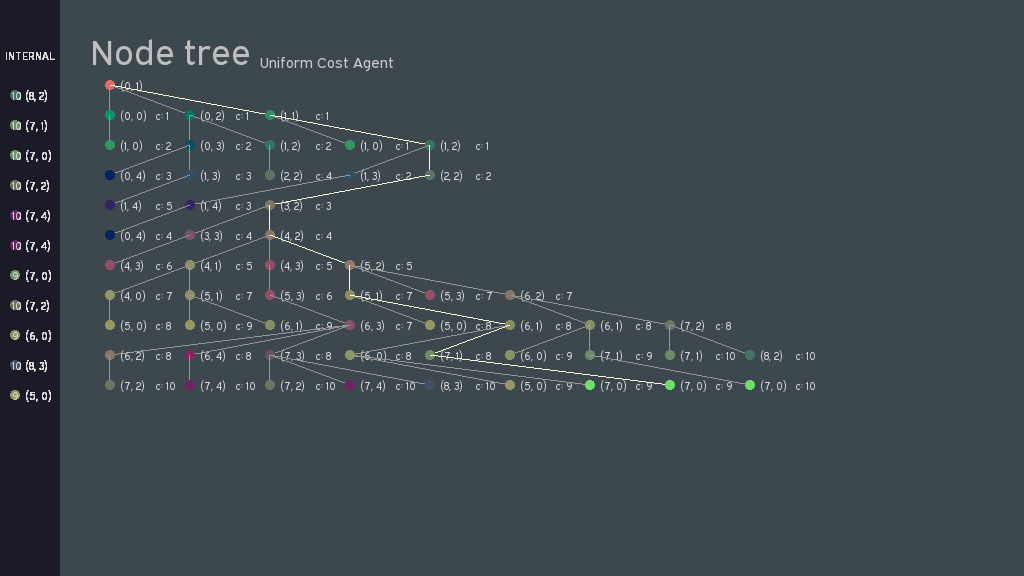 Node tree Uniform Cost Agent
INTERNAL
10 (8, 2)
10 (7, 1)
10 (7, 0)
10 (7, 2)
10 (7, 4)
10 (7, 4)
9 (7, 0)
10 (7, 2)
9 (6, 0)
10 (8, 3)
9 (5, 0)
(0, 1)
(0, 0) c: 1 (0, 2) c: 1 (1, 1) c: 1
(1, 0) c: 2 (0, 3) c: 2 (1, 2) c: 2 (1, 0) c: 1 (1, 2) c: 1
(0, 4) c: 3 (1, 3) c: 3 (2, 2) c: 4 (1, 3) c: 2 (2, 2) c: 2
(1, 4) c: 5 (1, 4) c: 3 (3, 2) c: 3
(0, 4) c: 4 (3, 3) c: 4 (4, 2) c: 4
(4, 3) c: 6 (4, 1) c: 5 (4, 3) c: 5 (5, 2) c: 5
(4, 0) c: 7 (5, 1) c: 7 (5, 3) c: 6 (5, 1) c: 7 (5, 3) c: 7 (6, 2) c: 7
(5, 0) c: 8 (5, 0) c: 9 (6, 1) c: 9 (6, 3) c: 7 (5, 0) c: 8 (6, 1) c: 8 (6, 1) c: 8 (7, 2) c: 8
(6, 2) c: 8 (6, 4) c: 8 (7, 3) c: 8 (6, 0) c: 8 (7, 1) c: 8 (6, 0) c: 9 (7, 1) c: 9 (7, 1) c: 10 (8, 2) c: 10
(7, 2) c: 10 (7, 4) c: 10 (7, 2) c: 10 (7, 4) c: 10 (8, 3) c: 10 (5, 0) c: 9 (7, 0) c: 9 (7, 0) c: 9 (7, 0) c: 10